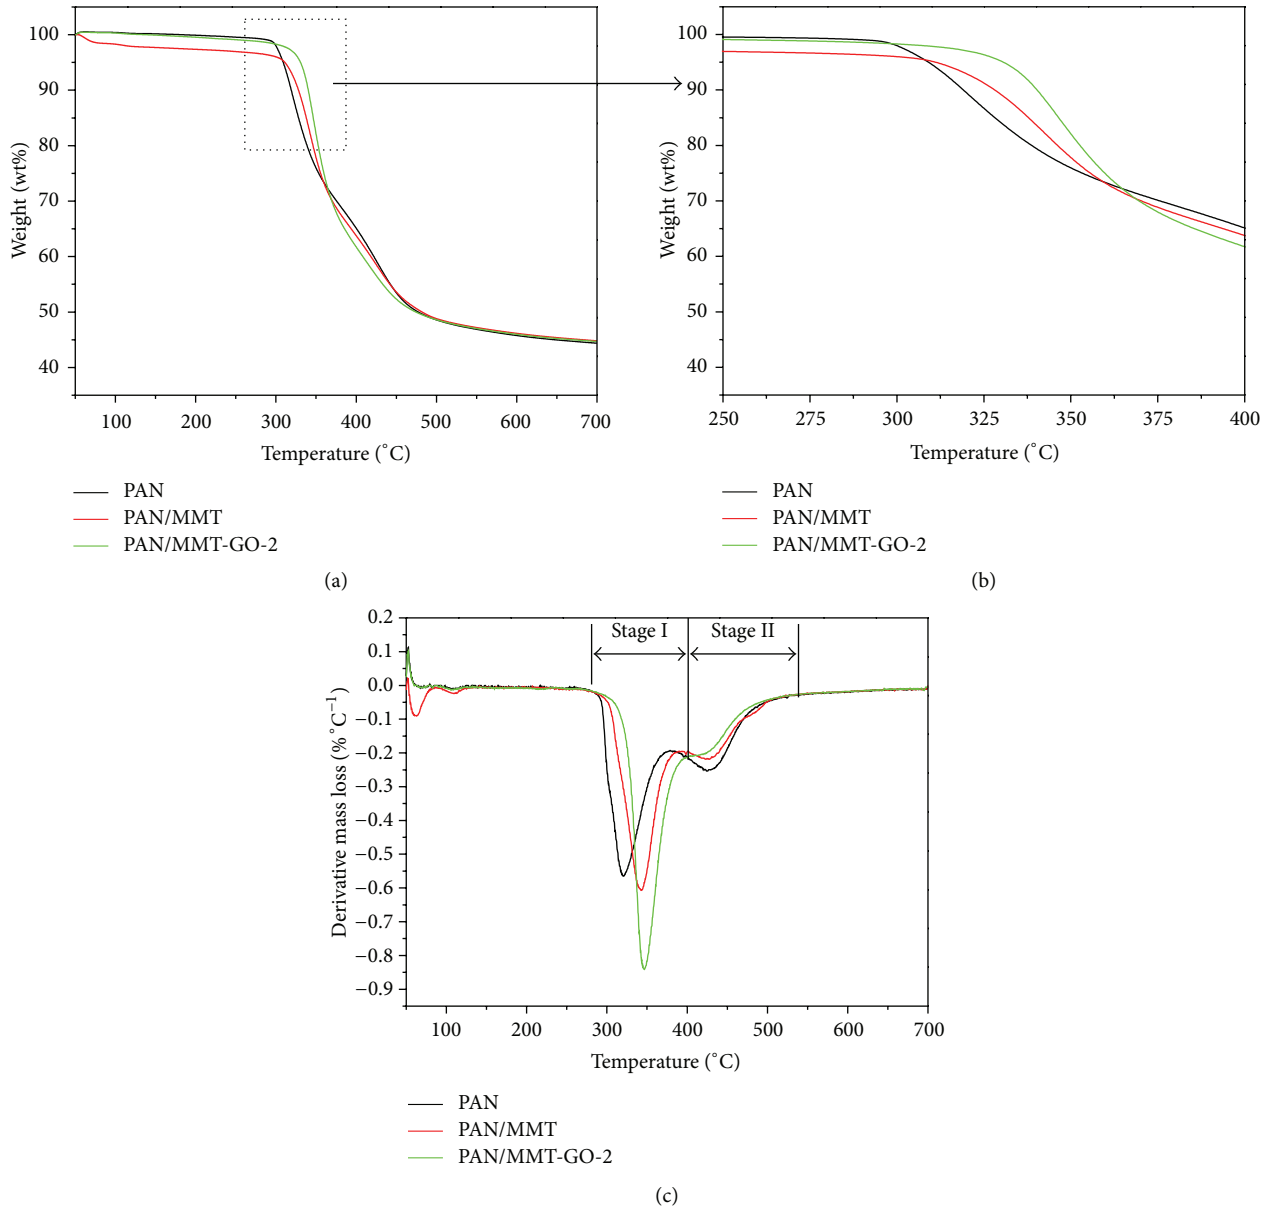 100
90
80
70
60
50
40
Weight (wt%)
100 200 300 400 500 600 700
Temperature (˚C)
PAN
PAN/MMT
PAN/MMT-GO-2
(a)
100
90
80
70
60
50
40
Weight (wt%)
250 275 300 325 350 375 400
Temperature (˚C)
PAN
PAN/MMT
PAN/MMT-GO-2
(b)
0.2
0.1
0.0
−0.1
−0.2
−0.3
−0.4
−0.5
−0.6
−0.7
−0.8
−0.9
Derivative mass loss (%˚C−1)
Stage I Stage II
100 200 300 400 500 600 700
Temperature (˚C)
PAN
PAN/MMT
PAN/MMT-GO-2
(c)